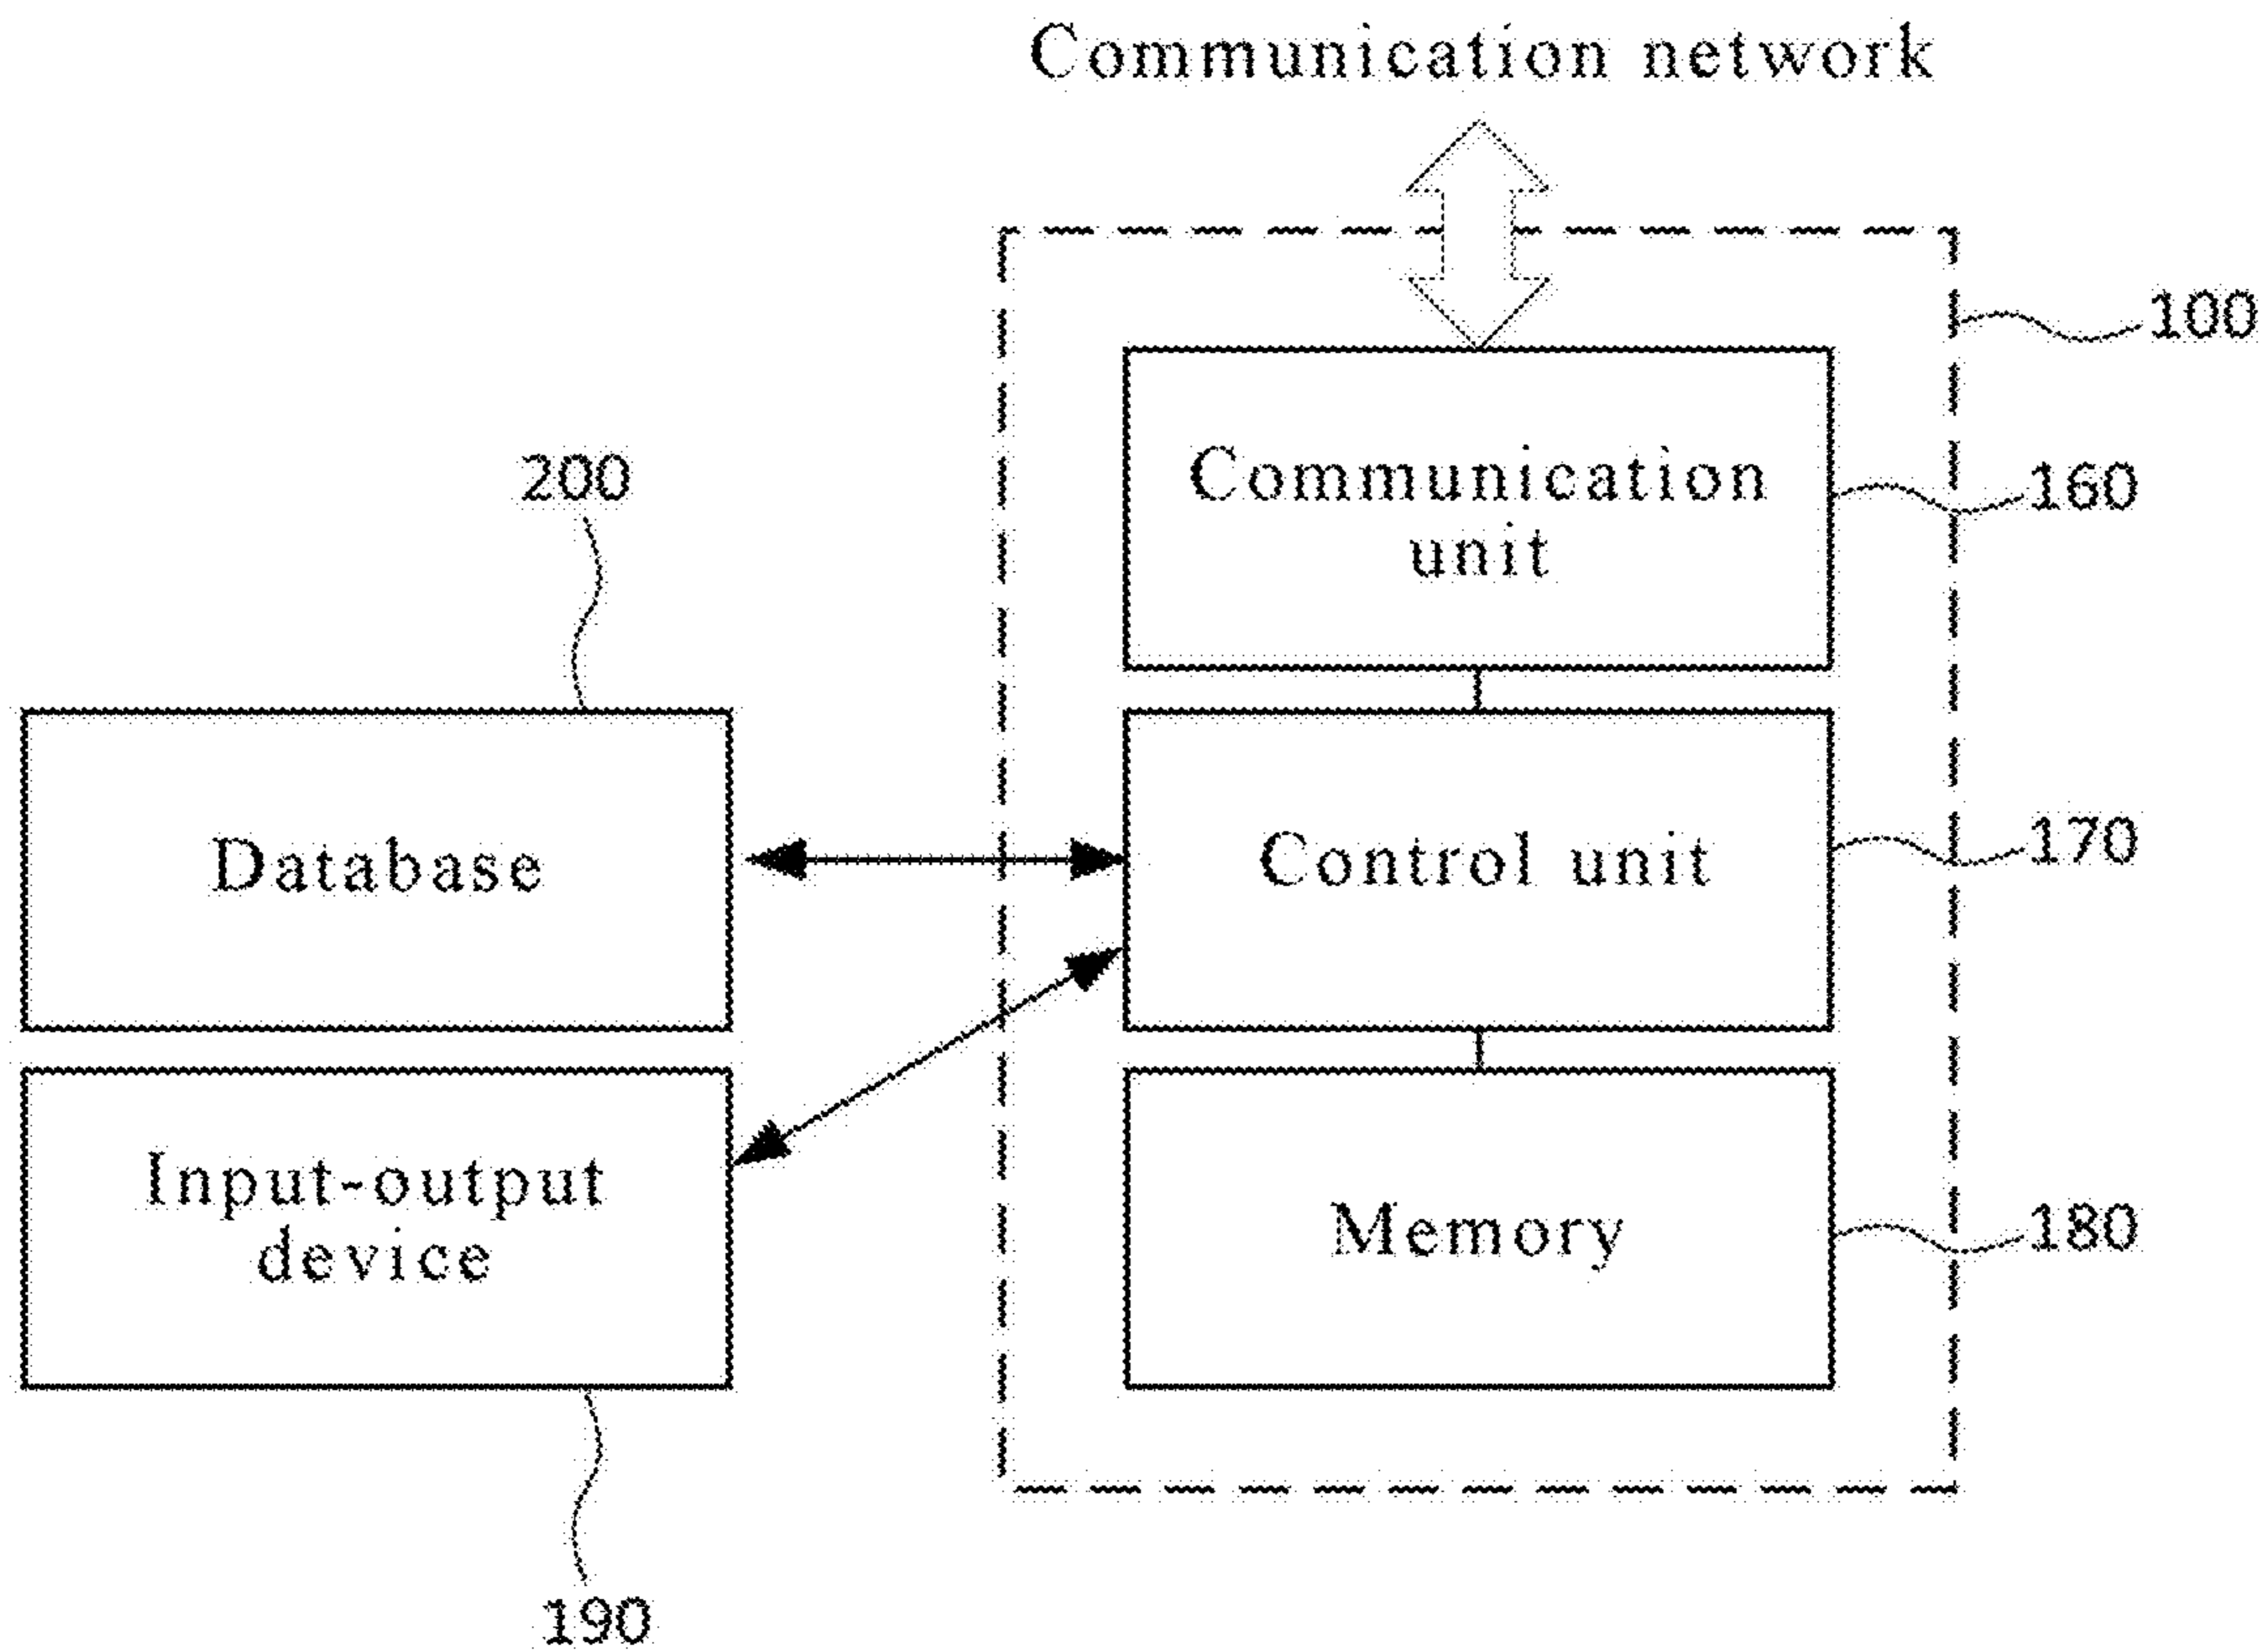 Communication network
100
Communication
unit
160
200
Database
Control unit
170
Input-output
device
Memory
180
190